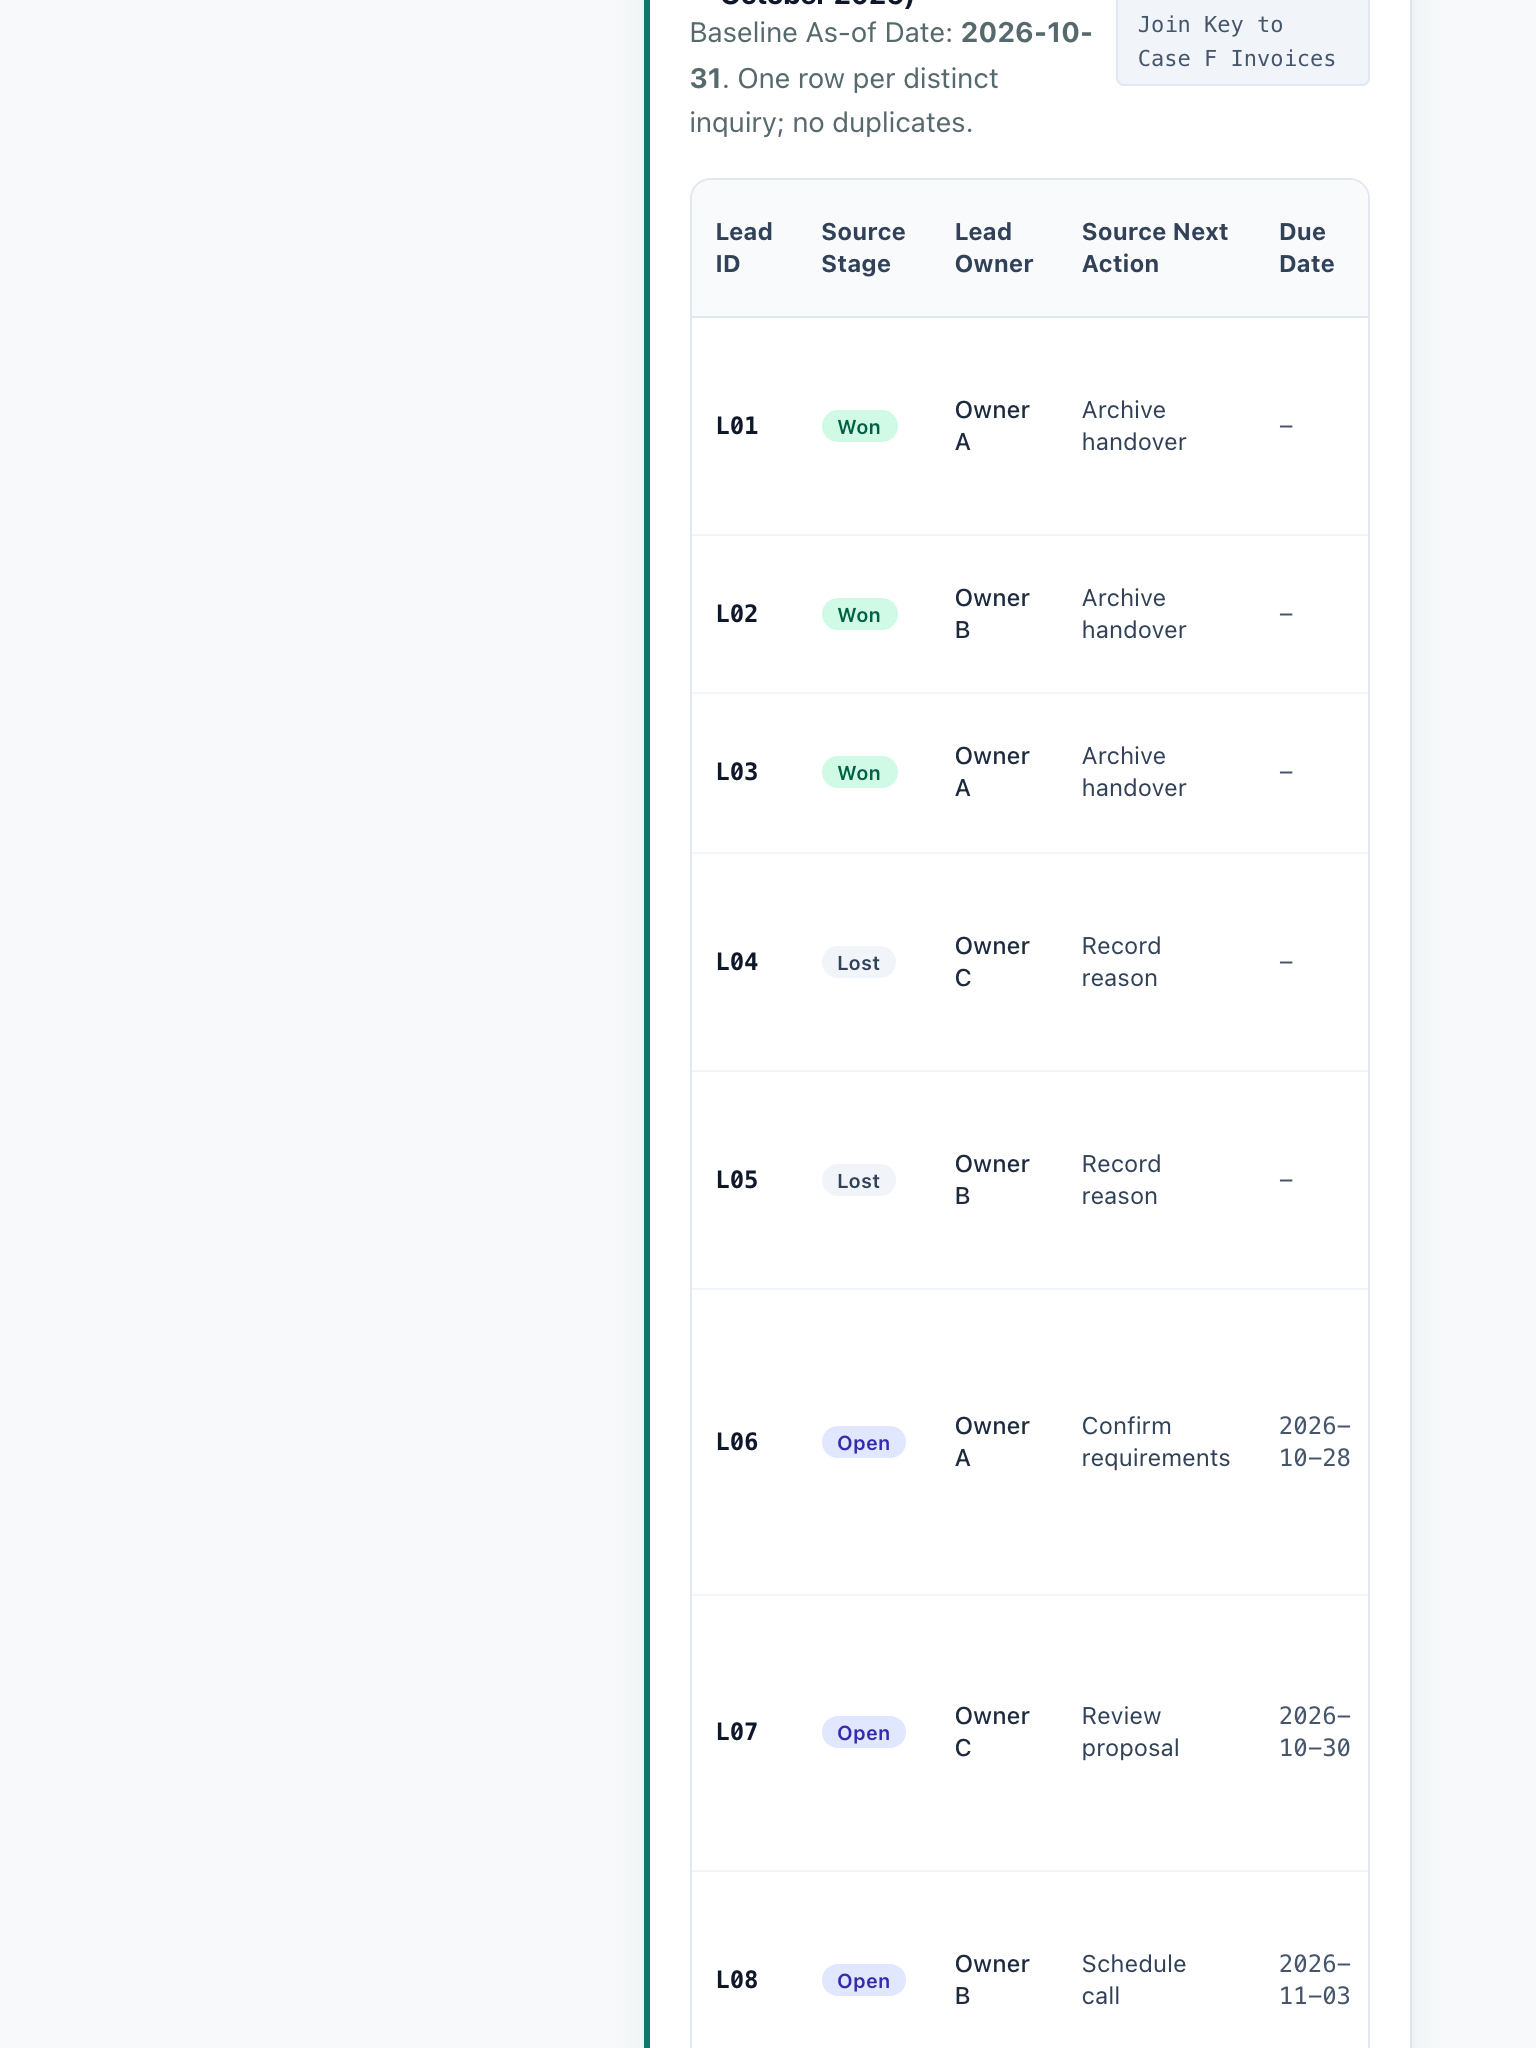 October 2026)
Baseline As-of Date: 2026-10-
31. One row per distinct
inquiry; no duplicates.
Join Key to
Case F Invoices
Lead ID
Source Stage
Lead Owner
Source Next Action
Due Date
L01
Won
Owner A
Archive handover
–
L02
Won
Owner B
Archive handover
–
L03
Won
Owner A
Archive handover
–
L04
Lost
Owner C
Record reason
–
L05
Lost
Owner B
Record reason
–
L06
Open
Owner A
Confirm requirements
2026-10-28
L07
Open
Owner C
Review proposal
2026-10-30
L08
Open
Owner B
Schedule call
2026-11-03